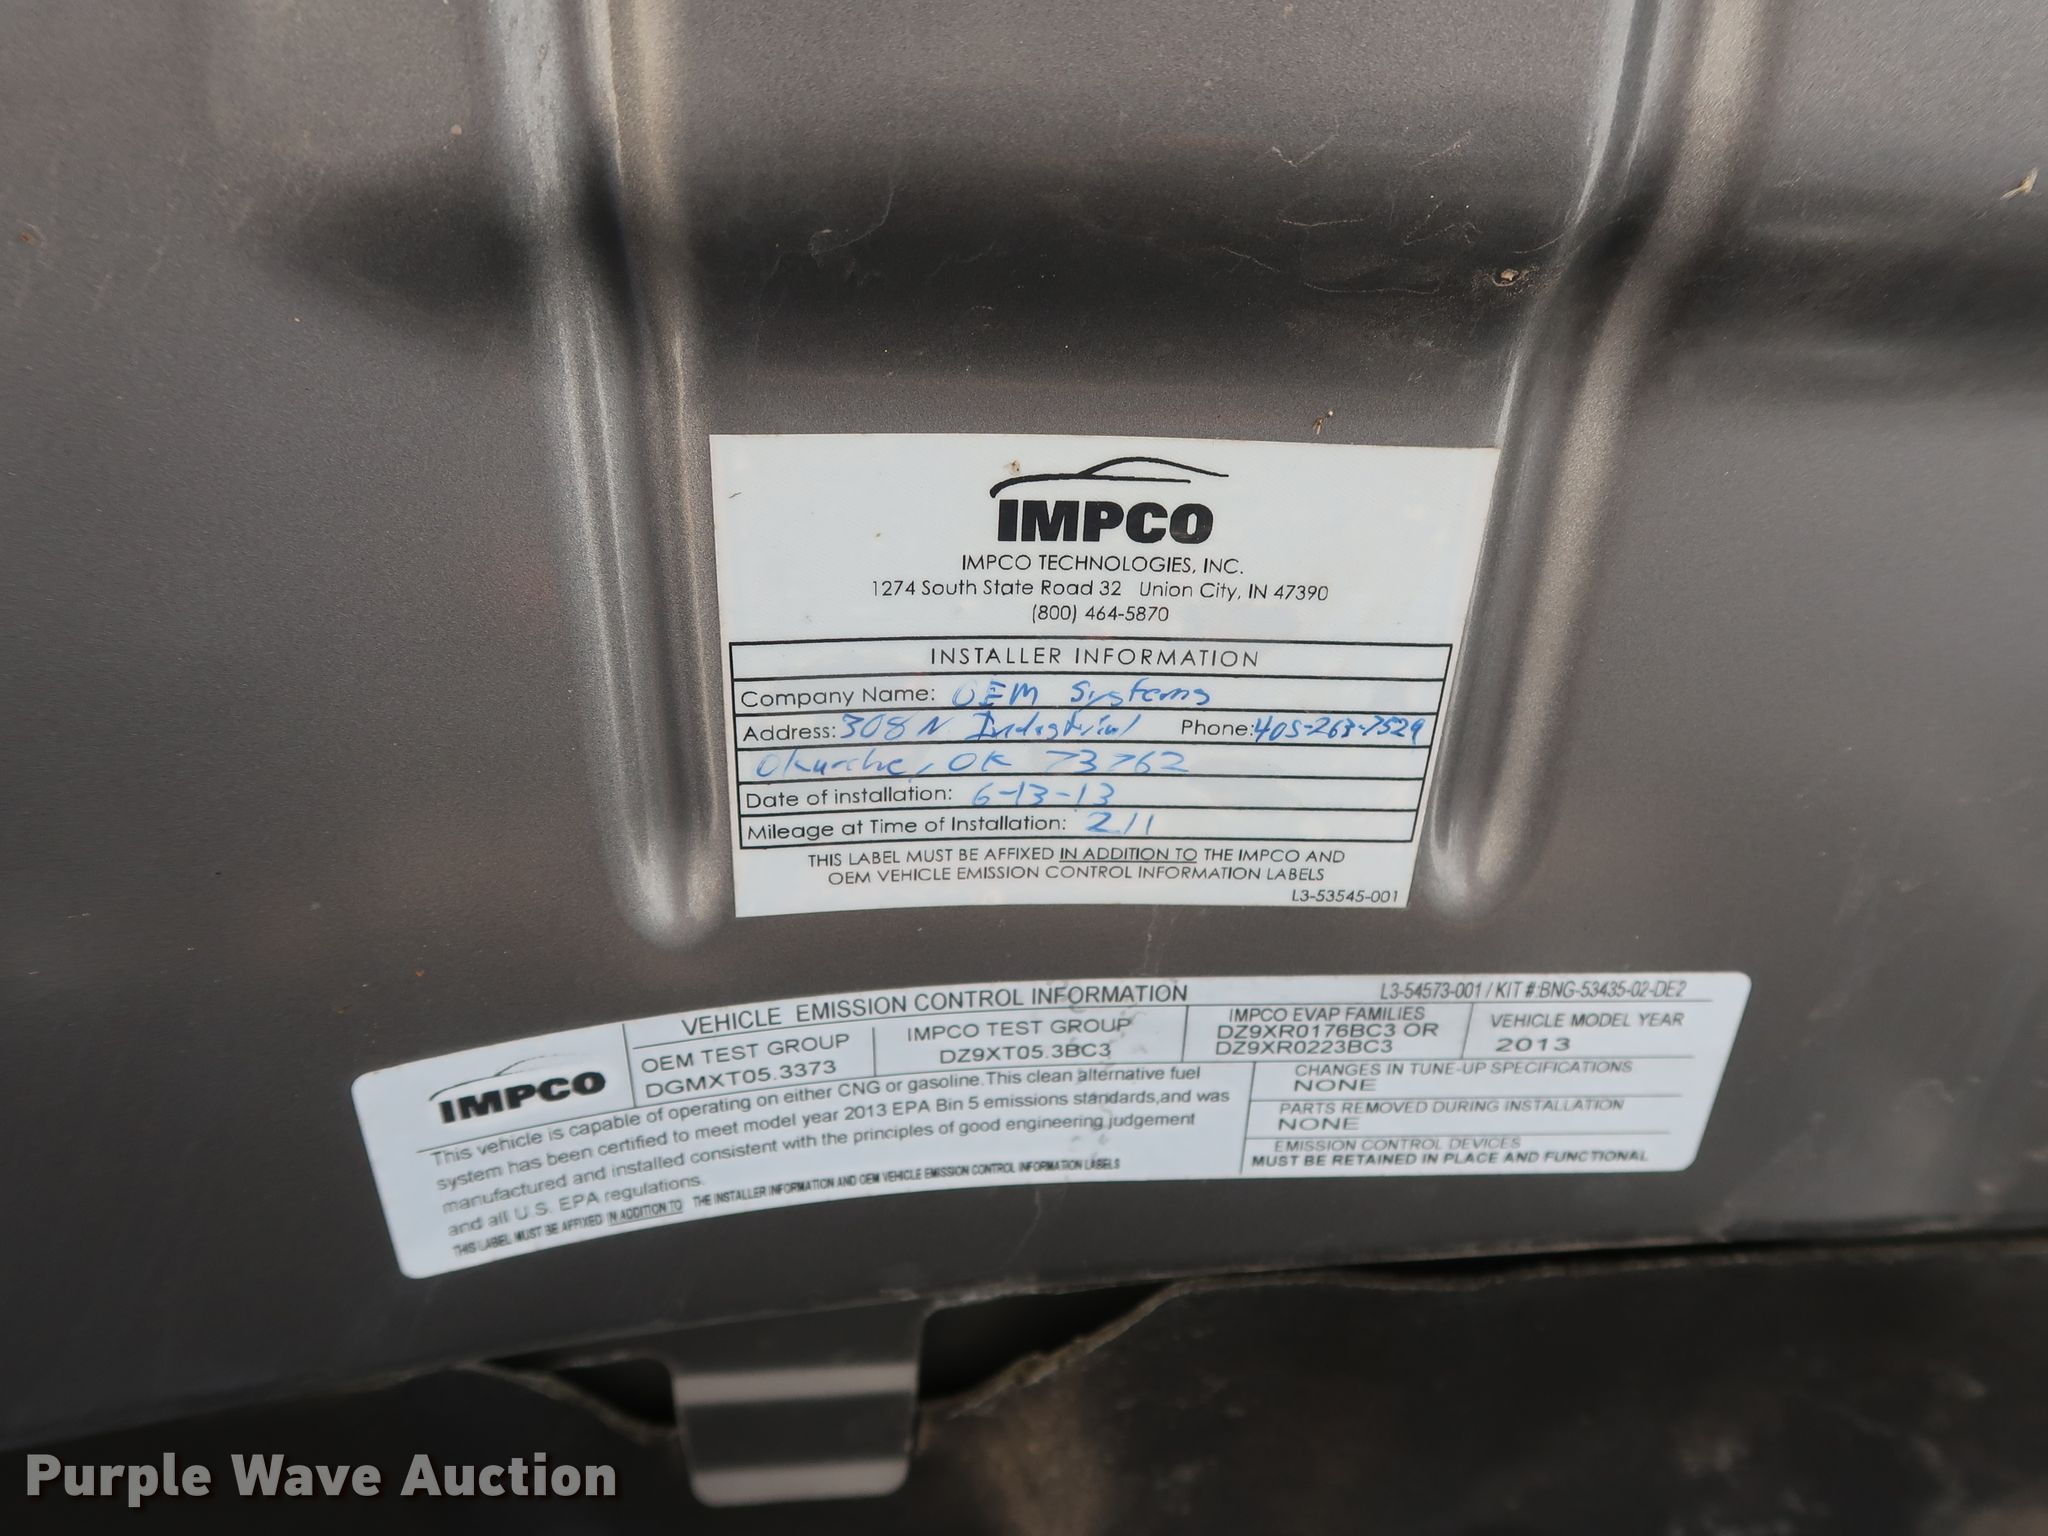 IMPCO
IMPCO TECHNOLOGIES, INC.
1274 South State Road 32 Union City, IN 47390
(800) 464-5870
INSTALLER INFORMATION
Company Name: OEM Systems
Address: 308 N Industrial Phone: 405-263-7529
Okarche, OK 73762
Date of installation: 6-13-13
Mileage at Time of Installation: 211
THIS LABEL MUST BE AFFIXED IN ADDITION TO THE IMPCO AND
OEM VEHICLE EMISSION CONTROL INFORMATION LABELS
L3-53545-001
VEHICLE EMISSION CONTROL INFORMATION L3-54573-001 / KIT #:BNG-53435-02-DE2
IMPCO
OEM TEST GROUP
DGMXT05.3373
IMPCO TEST GROUP
DZ9XT05.3BC3
IMPCO EVAP FAMILIES
DZ9XR0176BC3 OR
DZ9XR0223BC3
VEHICLE MODEL YEAR
2013
This vehicle is capable of operating on either CNG or gasoline. This clean alternative fuel
system has been certified to meet model year 2013 EPA Bin 5 emissions standards,and was
manufactured and installed consistent with the principles of good engineering judgement
and all U.S. EPA regulations.
THIS LABEL MUST BE AFFIXED IN ADDITION TO THE INSTALLER INFORMATION AND OEM VEHICLE EMISSION CONTROL INFORMATION LABELS
CHANGES IN TUNE-UP SPECIFICATIONS
NONE
PARTS REMOVED DURING INSTALLATION
NONE
EMISSION CONTROL DEVICES
MUST BE RETAINED IN PLACE AND FUNCTIONAL
Purple Wave Auction